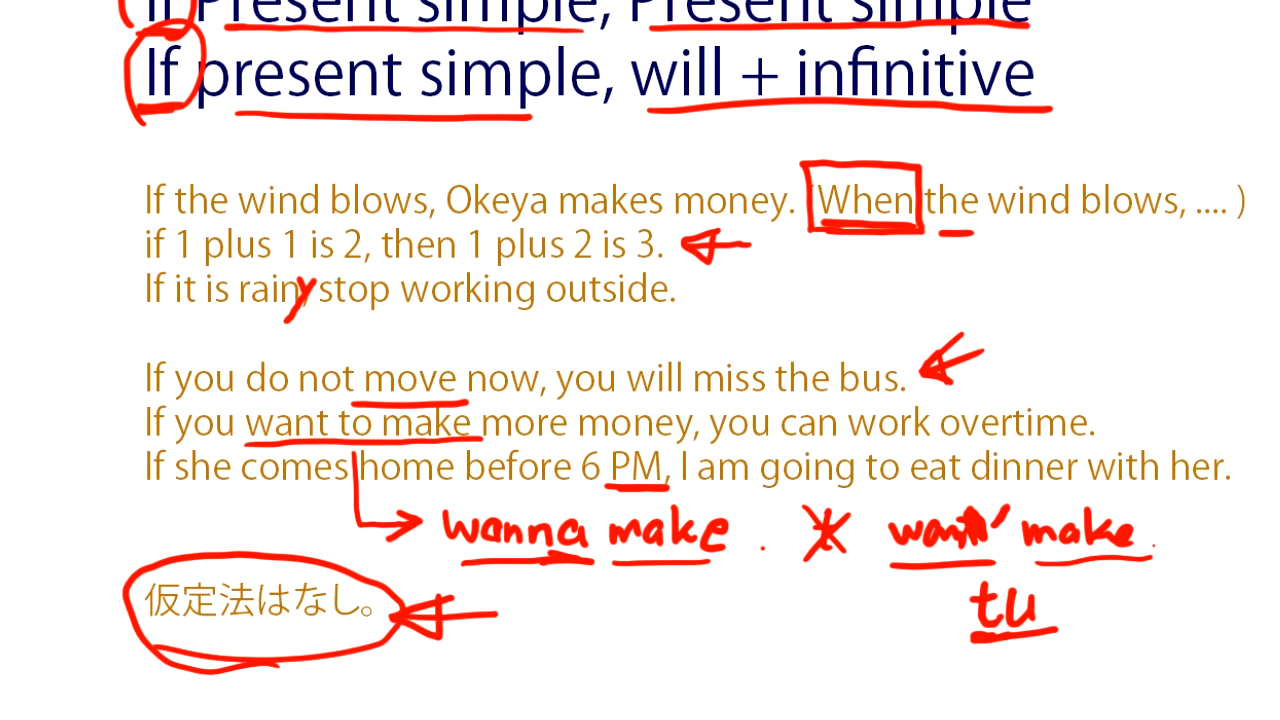 If Present simple, Present simple
If present simple, will + infinitive
If the wind blows, Okeya makes money. (When the wind blows, .... )
if 1 plus 1 is 2, then 1 plus 2 is 3.
If it is rainy stop working outside.
If you do not move now, you will miss the bus.
If you want to make more money, you can work overtime.
If she comes home before 6 PM, I am going to eat dinner with her.
wanna make . make.
tu
仮定法はなし。